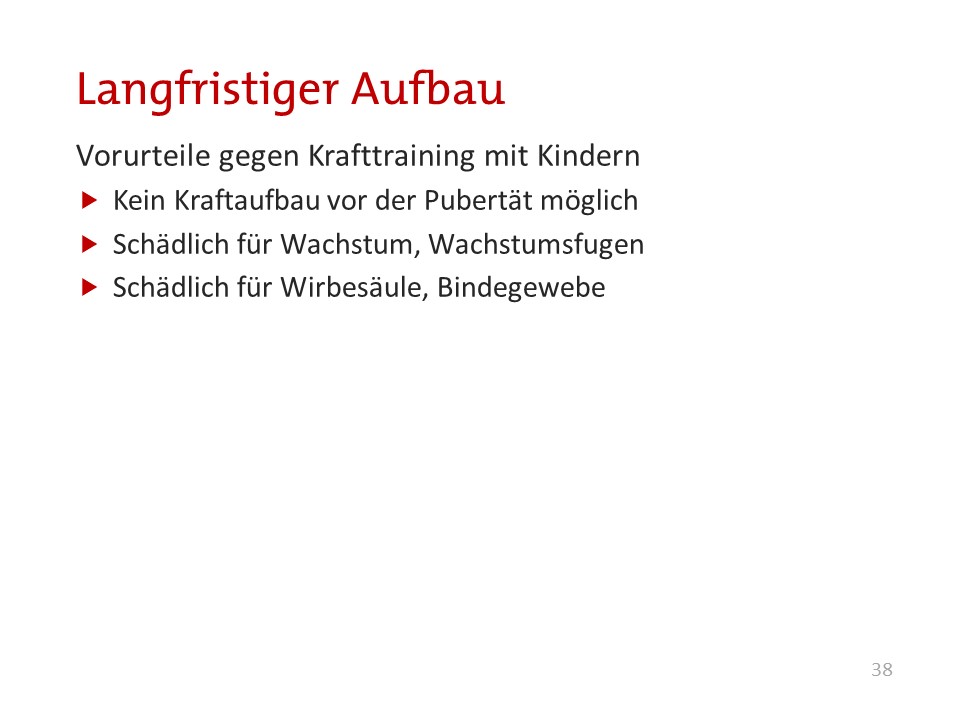 Langfristiger Aufbau
Vorurteile gegen Krafttraining mit Kindern
Kein Kraftaufbau vor der Pubertät möglich
Schädlich für Wachstum, Wachstumsfugen
Schädlich für Wirbesäule, Bindegewebe
38